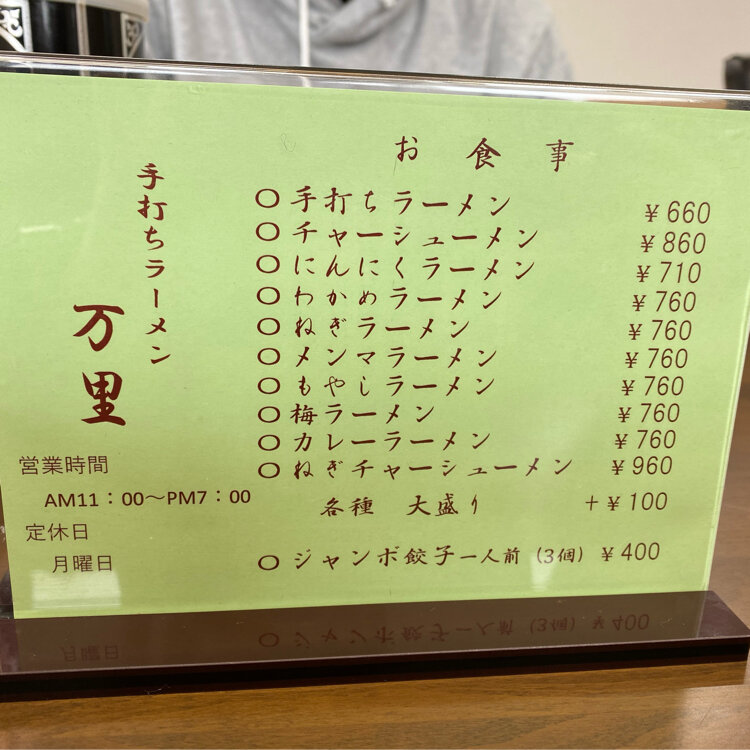 お食事
手打ちラーメン
万里
○手打ちラーメン ￥660
○チャーシューメン ￥860
○にんにくラーメン ￥710
○わかめラーメン ￥760
○ねぎラーメン ￥760
○メンマラーメン ￥760
○もやしラーメン ￥760
○梅ラーメン ￥760
○カレーラーメン ￥760
○ねぎチャーシューメン ￥960
各種 大盛り ＋￥100
○ジャンボ餃子一人前（3個）￥400
営業時間
AM11：00～PM7：00
定休日
月曜日